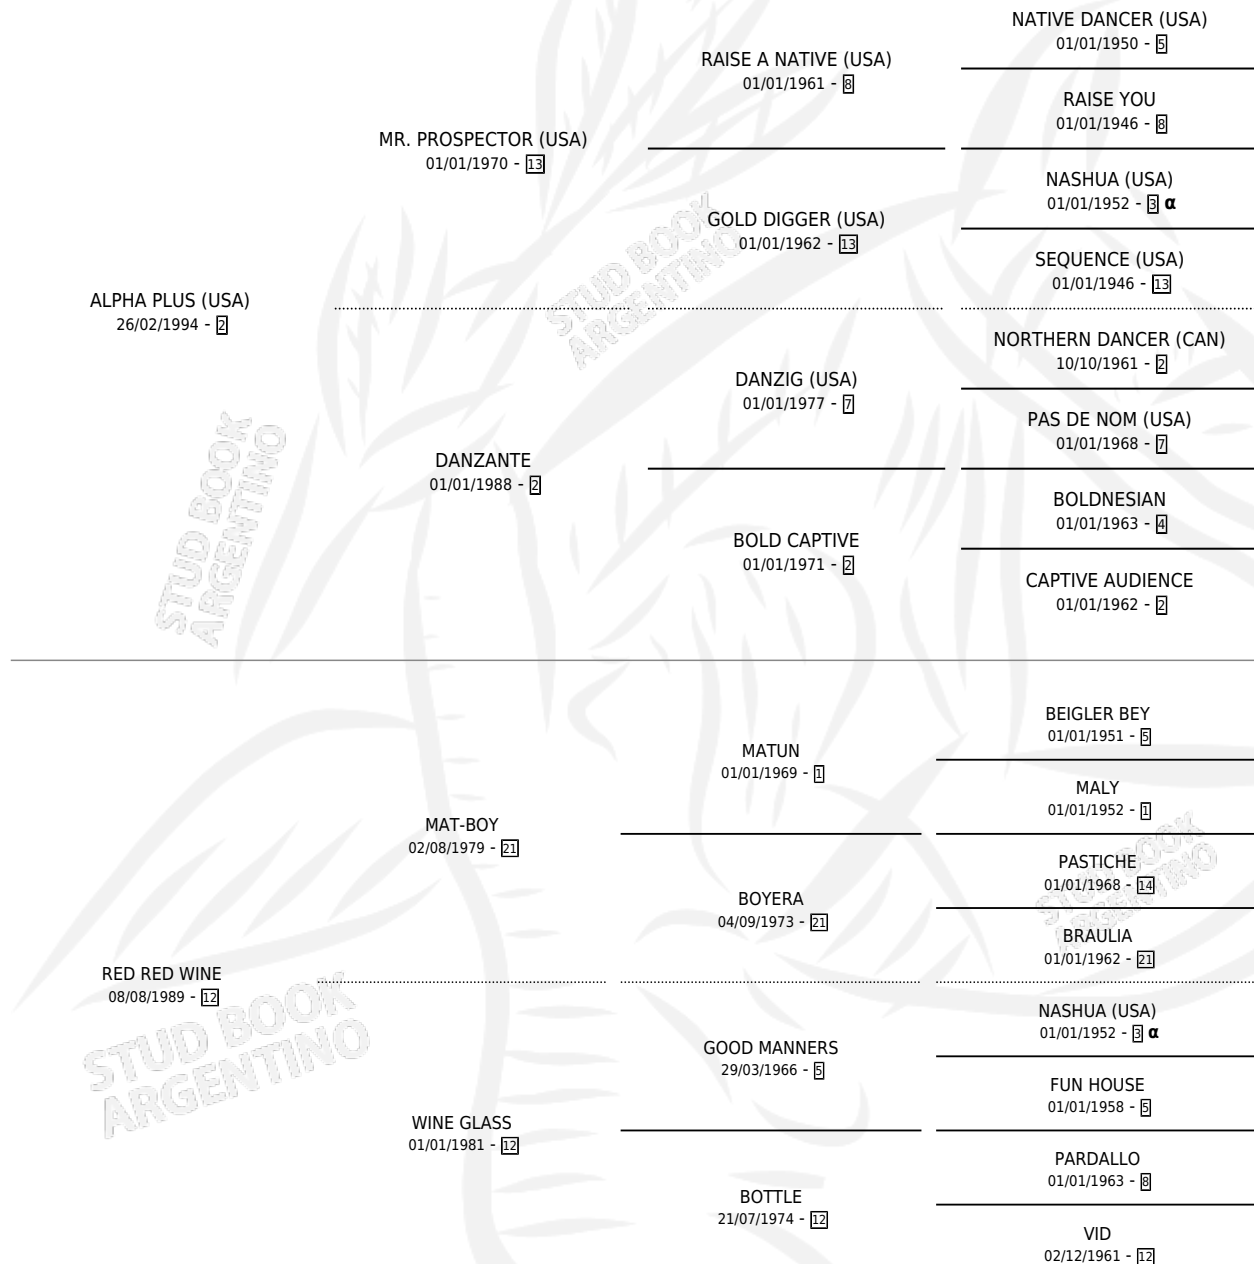 ALPHA PLUS (USA)
26/02/1994 - 2
MR. PROSPECTOR (USA)
01/01/1970 - 13
RAISE A NATIVE (USA)
01/01/1961 - 8
NATIVE DANCER (USA)
01/01/1950 - 5
RAISE YOU
01/01/1946 - 8
GOLD DIGGER (USA)
01/01/1962 - 13
NASHUA (USA)
01/01/1952 - 3 α
SEQUENCE (USA)
01/01/1946 - 13
DANZANTE
01/01/1988 - 2
DANZIG (USA)
01/01/1977 - 7
NORTHERN DANCER (CAN)
10/10/1961 - 2
PAS DE NOM (USA)
01/01/1968 - 7
BOLD CAPTIVE
01/01/1971 - 2
BOLDNESIAN
01/01/1963 - 4
CAPTIVE AUDIENCE
01/01/1962 - 2
RED RED WINE
08/08/1989 - 12
MAT-BOY
02/08/1979 - 21
MATUN
01/01/1969 - 1
BEIGLER BEY
01/01/1951 - 5
MALY
01/01/1952 - 1
BOYERA
04/09/1973 - 21
PASTICHE
01/01/1968 - 14
BRAULIA
01/01/1962 - 21
WINE GLASS
01/01/1981 - 12
GOOD MANNERS
29/03/1966 - 5
NASHUA (USA)
01/01/1952 - 3 α
FUN HOUSE
01/01/1958 - 5
BOTTLE
21/07/1974 - 12
PARDALLO
01/01/1963 - 8
VID
02/12/1961 - 12
STUD BOOK
ARGENTINO
STUD BOOK
ARGENTINO
STUD BOOK
ARGENTINO
STUD BOOK
ARGENTINO